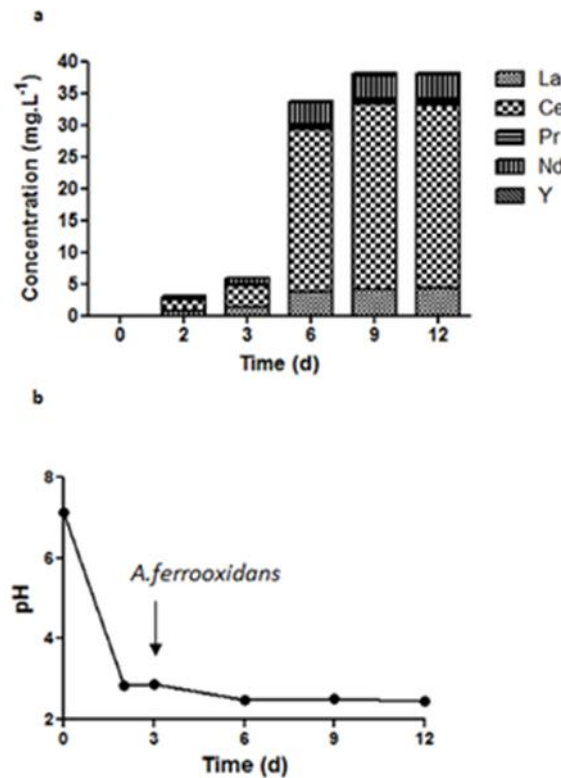 a
Concentration (mg.L-1)
40
35
30
25
20
15
10
5
0
0 2 3 6 9 12
Time (d)
La
Ce
Pr
Nd
Y
b
pH
8
6
4
2
A.ferrooxidans
0 3 6 9 12
Time (d)